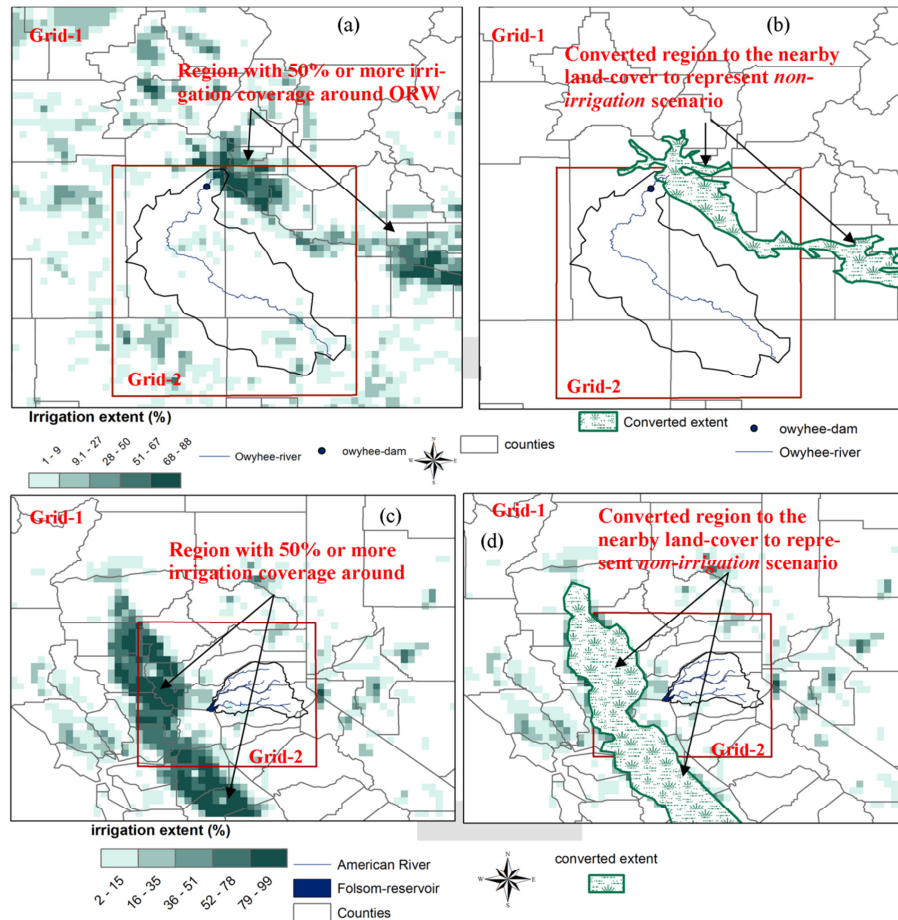 Grid-1
(a)
Region with 50% or more irri-
gation coverage around ORW
Grid-2
Grid-1
(b)
Converted region to the nearby
land-cover to represent non-
irrigation scenario
Grid-2
Irrigation extent (%)
1 - 9
9.1 - 27
28 - 50
51 - 67
68 - 88
Owyhee-river
owyhee-dam
N
W E
S
counties
Converted extent
owyhee-dam
Owyhee-river
Grid-1
(c)
Region with 50% or more
irrigation coverage around
Grid-2
Grid-1
(d)
Converted region to the
nearby land-cover to repre-
sent non-irrigation scenario
Grid-2
irrigation extent (%)
2 - 15
16 - 35
36 - 51
52 - 78
79 - 99
American River
Folsom-reservoir
Counties
N
W E
S
converted extent